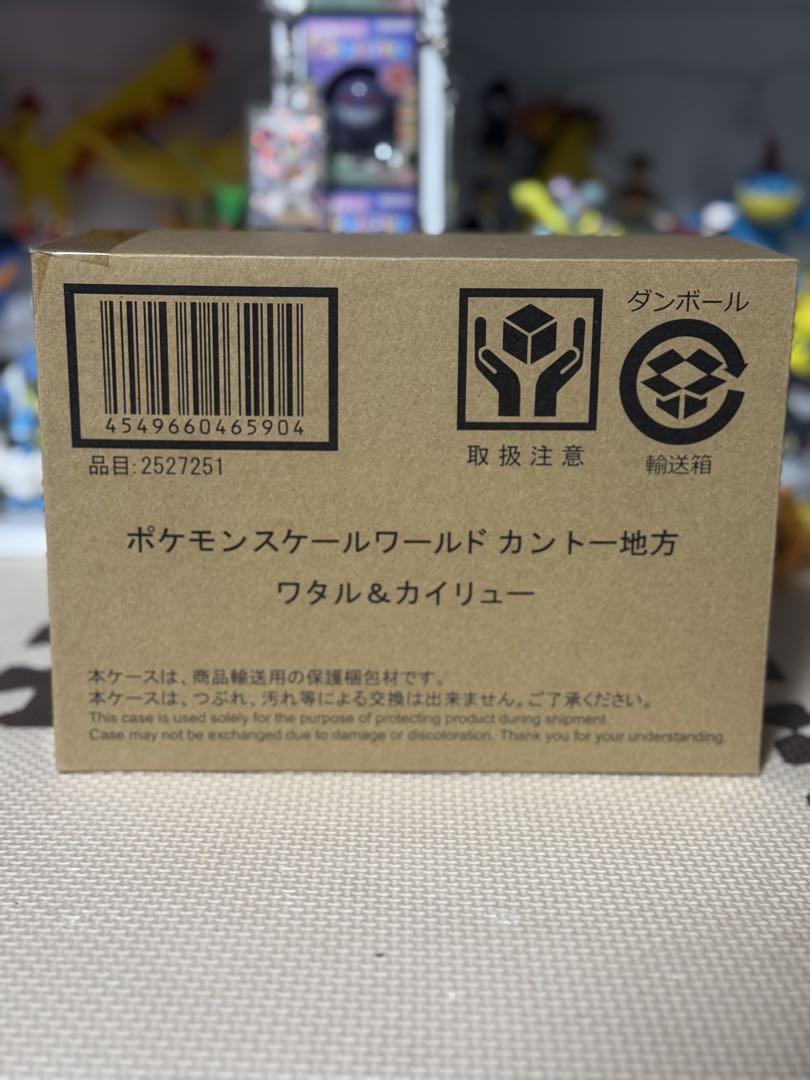 4549660465904
品目:2527251
取扱注意
ダンボール
輸送箱
ポケモンスケールワールド カントー地方
ワタル＆カイリュー
本ケースは、商品輸送用の保護梱包材です。
本ケースは、つぶれ、汚れ等による交換は出来ません。ご了承ください。
This case is used solely for the purpose of protecting product during shipment.
Case may not be exchanged due to damage or discoloration. Thank you for your understanding.